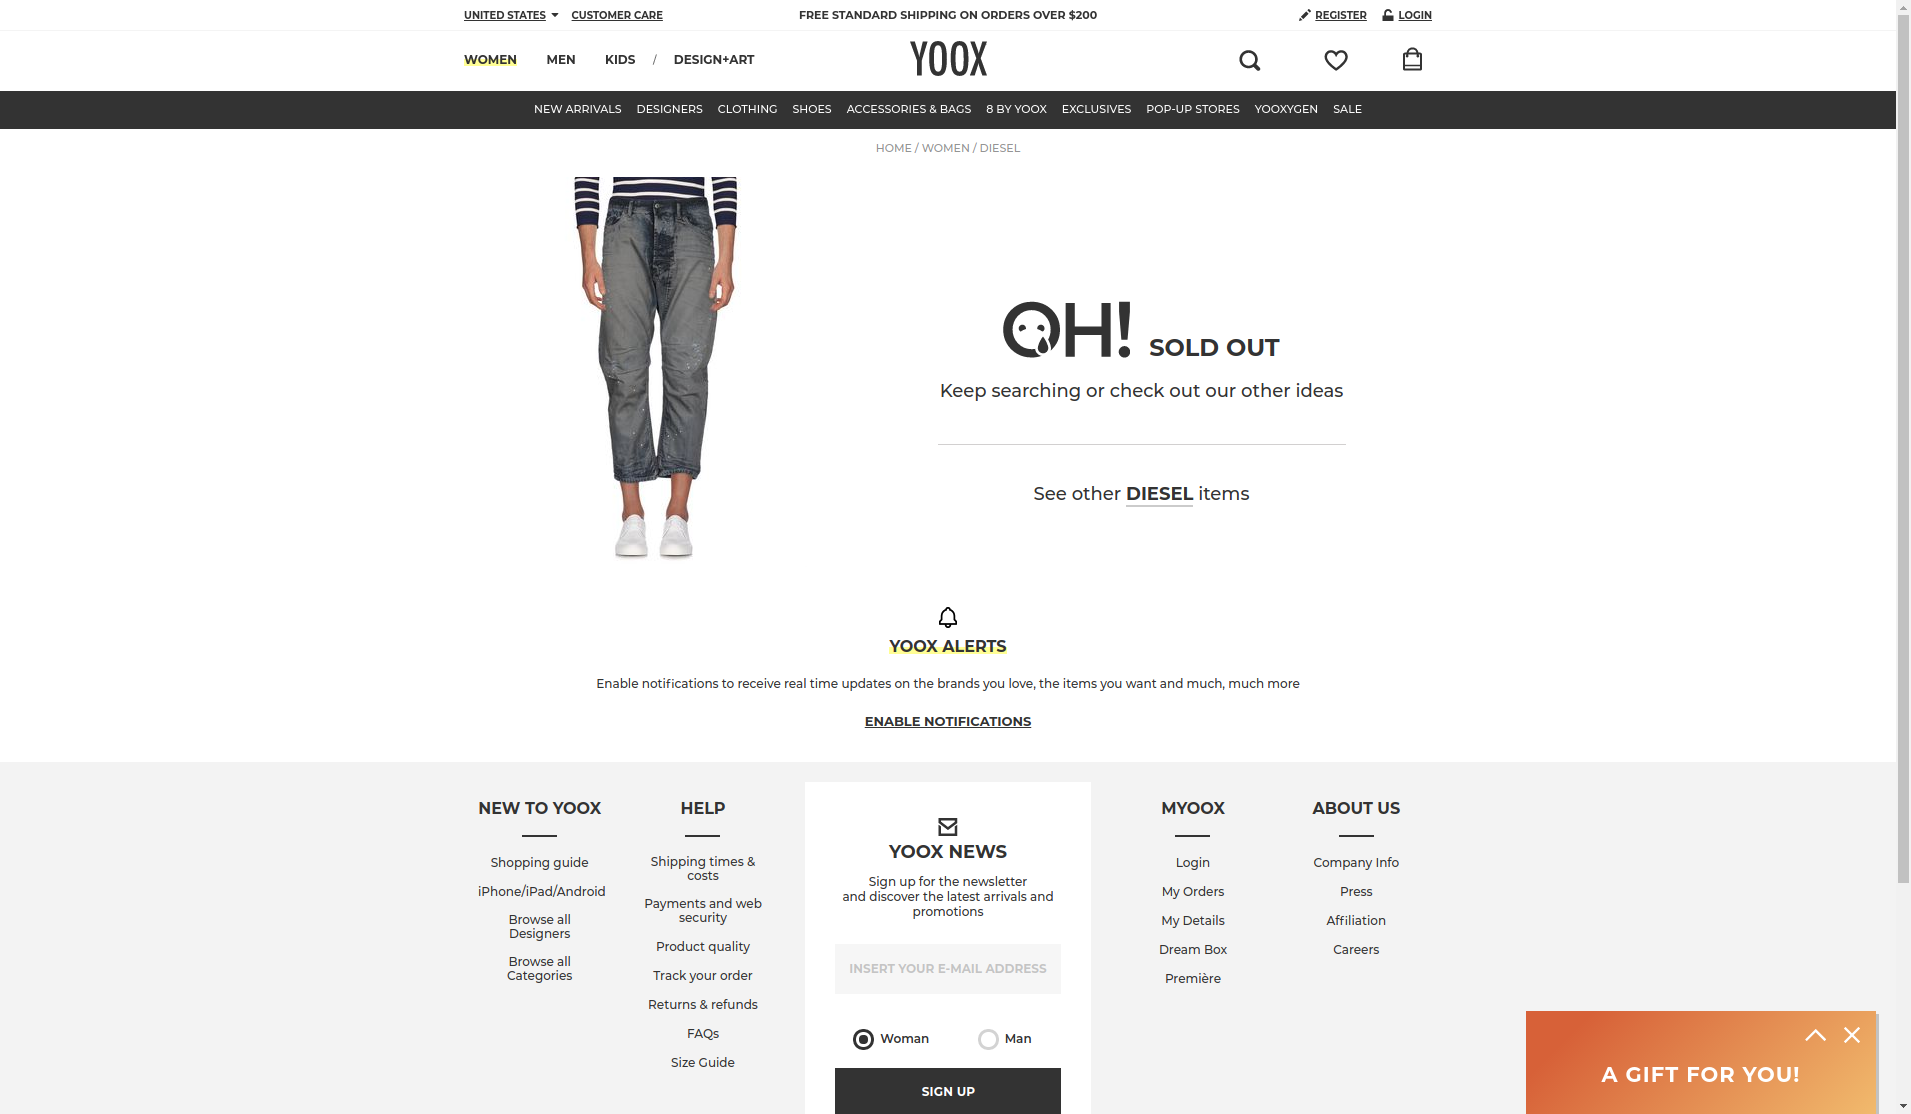 UNITED STATES CUSTOMER CARE FREE STANDARD SHIPPING ON ORDERS OVER $200 REGISTER LOGIN
WOMEN MEN KIDS / DESIGN+ART YOOX
NEW ARRIVALS DESIGNERS CLOTHING SHOES ACCESSORIES & BAGS 8 BY YOOX EXCLUSIVES POP-UP STORES YOOXYGEN SALE
HOME / WOMEN / DIESEL
OH! SOLD OUT
Keep searching or check out our other ideas
See other DIESEL items
YOOX ALERTS
Enable notifications to receive real time updates on the brands you love, the items you want and much, much more
ENABLE NOTIFICATIONS
NEW TO YOOX
Shopping guide
iPhone/iPad/Android
Browse all
Designers
Browse all
Categories
HELP
Shipping times &
costs
Payments and web
security
Product quality
Track your order
Returns & refunds
FAQs
Size Guide
YOOX NEWS
Sign up for the newsletter
and discover the latest arrivals and
promotions
INSERT YOUR E-MAIL ADDRESS
Woman Man
SIGN UP
MYOOX
Login
My Orders
My Details
Dream Box
Première
ABOUT US
Company Info
Press
Affiliation
Careers
A GIFT FOR YOU!